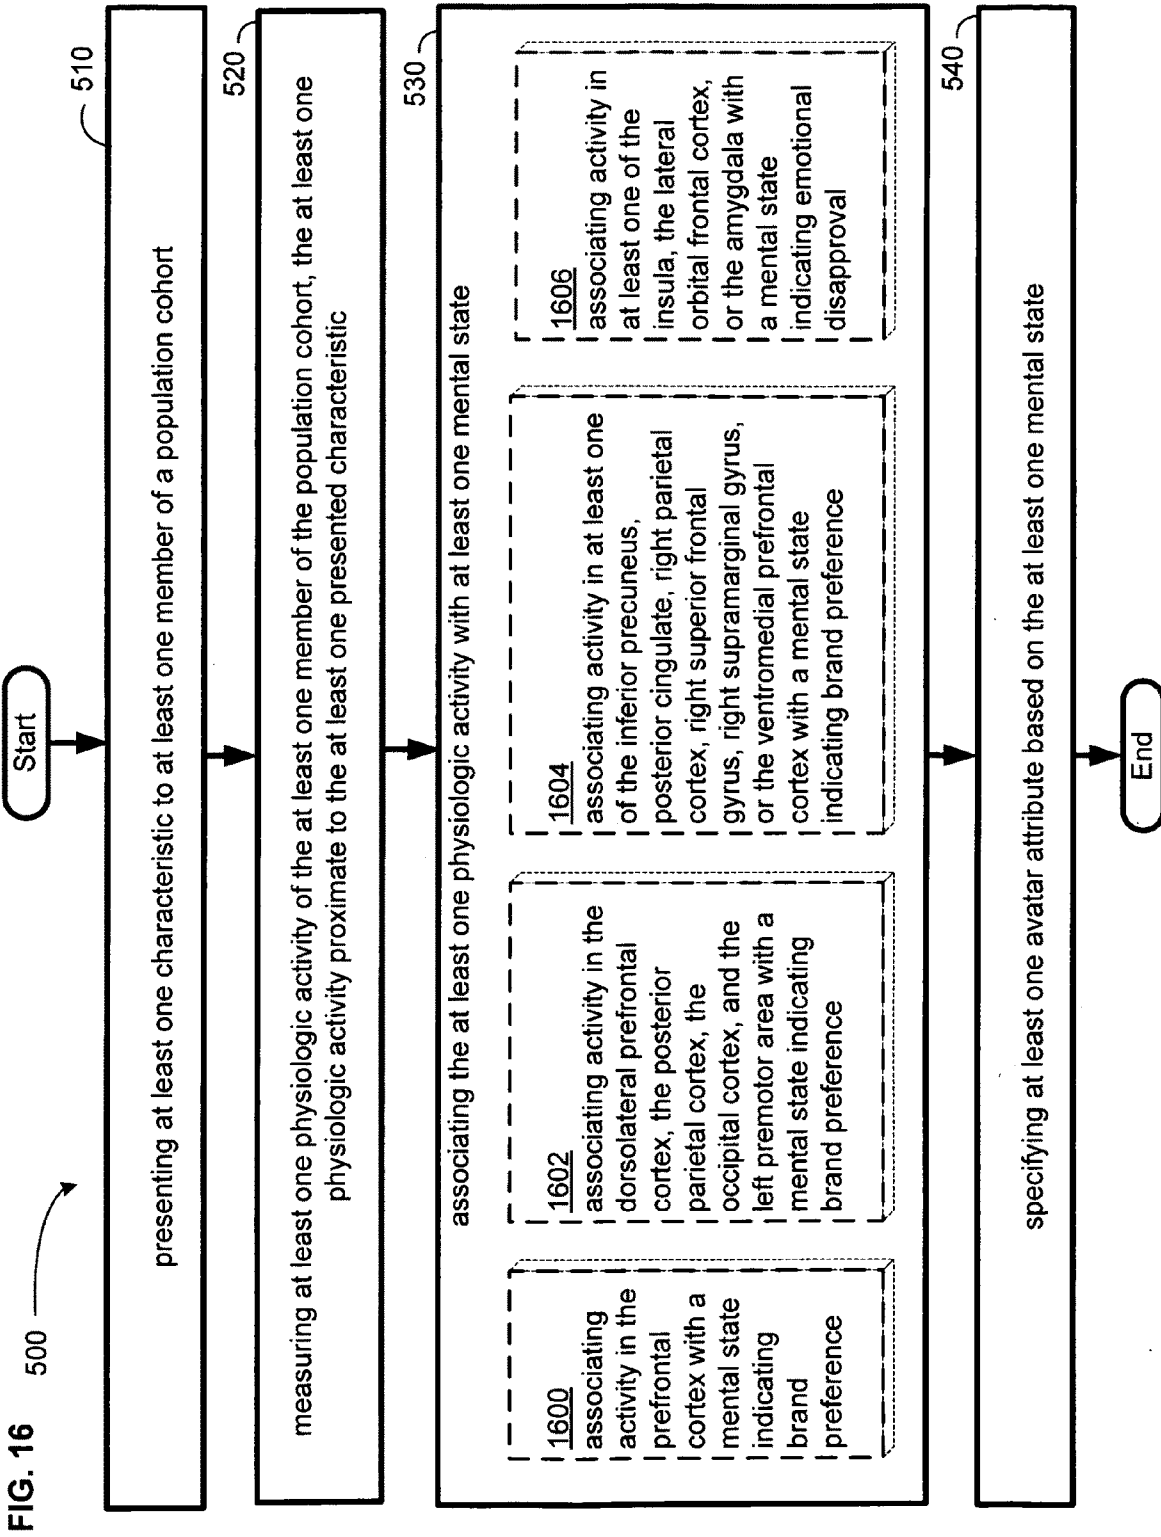 FIG. 16
500
Start
510
presenting at least one characteristic to at least one member of a population cohort
520
measuring at least one physiologic activity of the at least one member of the population cohort, the at least one
physiologic activity proximate to the at least one presented characteristic
530
associating the at least one physiologic activity with at least one mental state
1600
associating
activity in the
prefrontal
cortex with a
mental state
indicating
brand
preference
1602
associating activity in the
dorsolateral prefrontal
cortex, the posterior
parietal cortex, the
occipital cortex, and the
left premotor area with a
mental state indicating
brand preference
1604
associating activity in at least one
of the inferior precuneus,
posterior cingulate, right parietal
cortex, right superior frontal
gyrus, right supramarginal gyrus,
or the ventromedial prefrontal
cortex with a mental state
indicating brand preference
1606
associating activity in
at least one of the
insula, the lateral
orbital frontal cortex,
or the amygdala with
a mental state
indicating emotional
disapproval
540
specifying at least one avatar attribute based on the at least one mental state
End